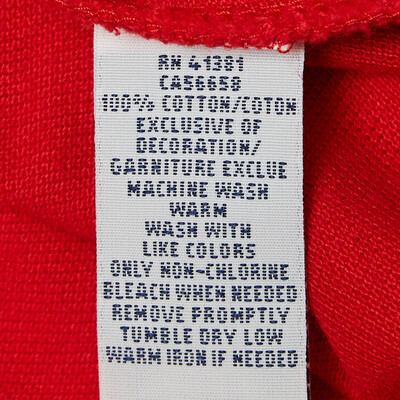 RN 41381
CA56658
100% COTTON/COTON
EXCLUSIVE OF
DECORATION/
GARNITURE EXCLUE
MACHINE WASH
WARM
WASH WITH
LIKE COLORS
ONLY NON-CHLORINE
BLEACH WHEN NEEDED
REMOVE PROMPTLY
TUMBLE DRY LOW
WARM IRON IF NEEDED